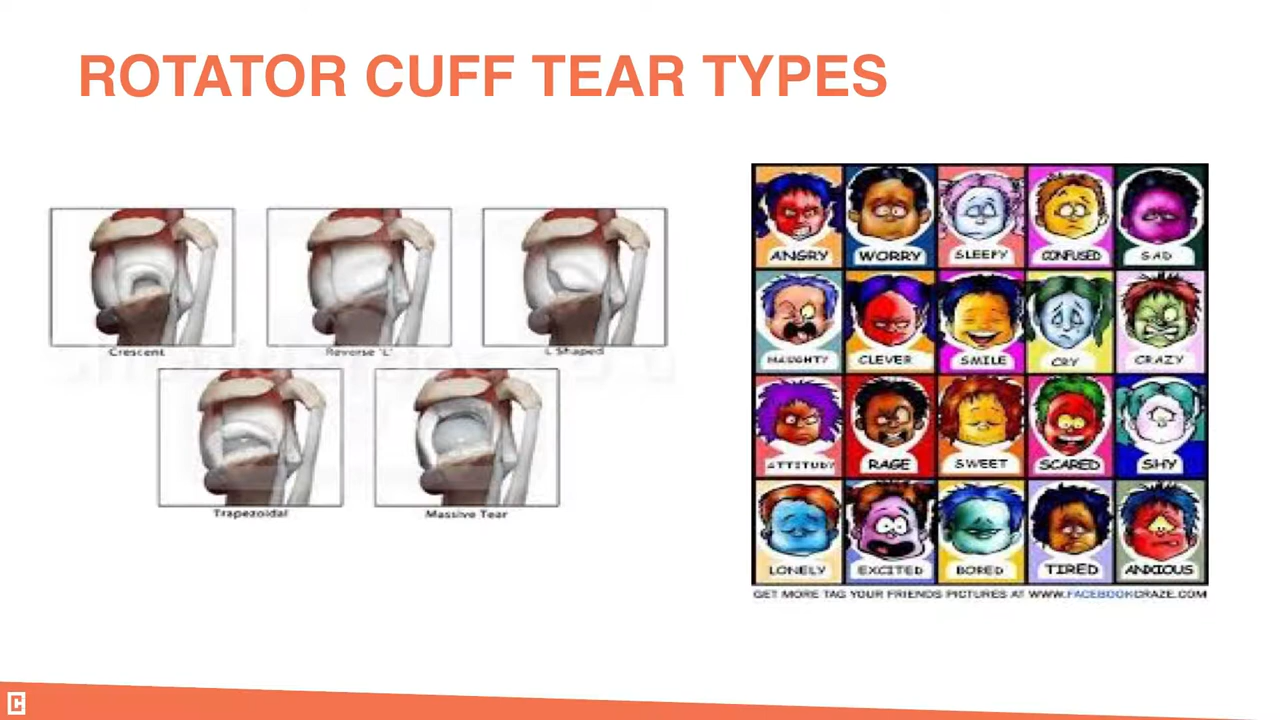 ROTATOR CUFF TEAR TYPES
Crescent
Reverse 'L'
L Shaped
Trapezoidal
Massive Tear
ANGRY
WORRY
SLEEPY
CONFUSED
SAD
NAUGHTY
CLEVER
SMILE
CRY
CRAZY
ATTITUDE
RAGE
SWEET
SCARED
SHY
LONELY
EXCITED
BORED
TIRED
ANXIOUS
GET MORE TAG YOUR FRIENDS PICTURES AT WWW.FACEBOOKCRAZE.COM
C